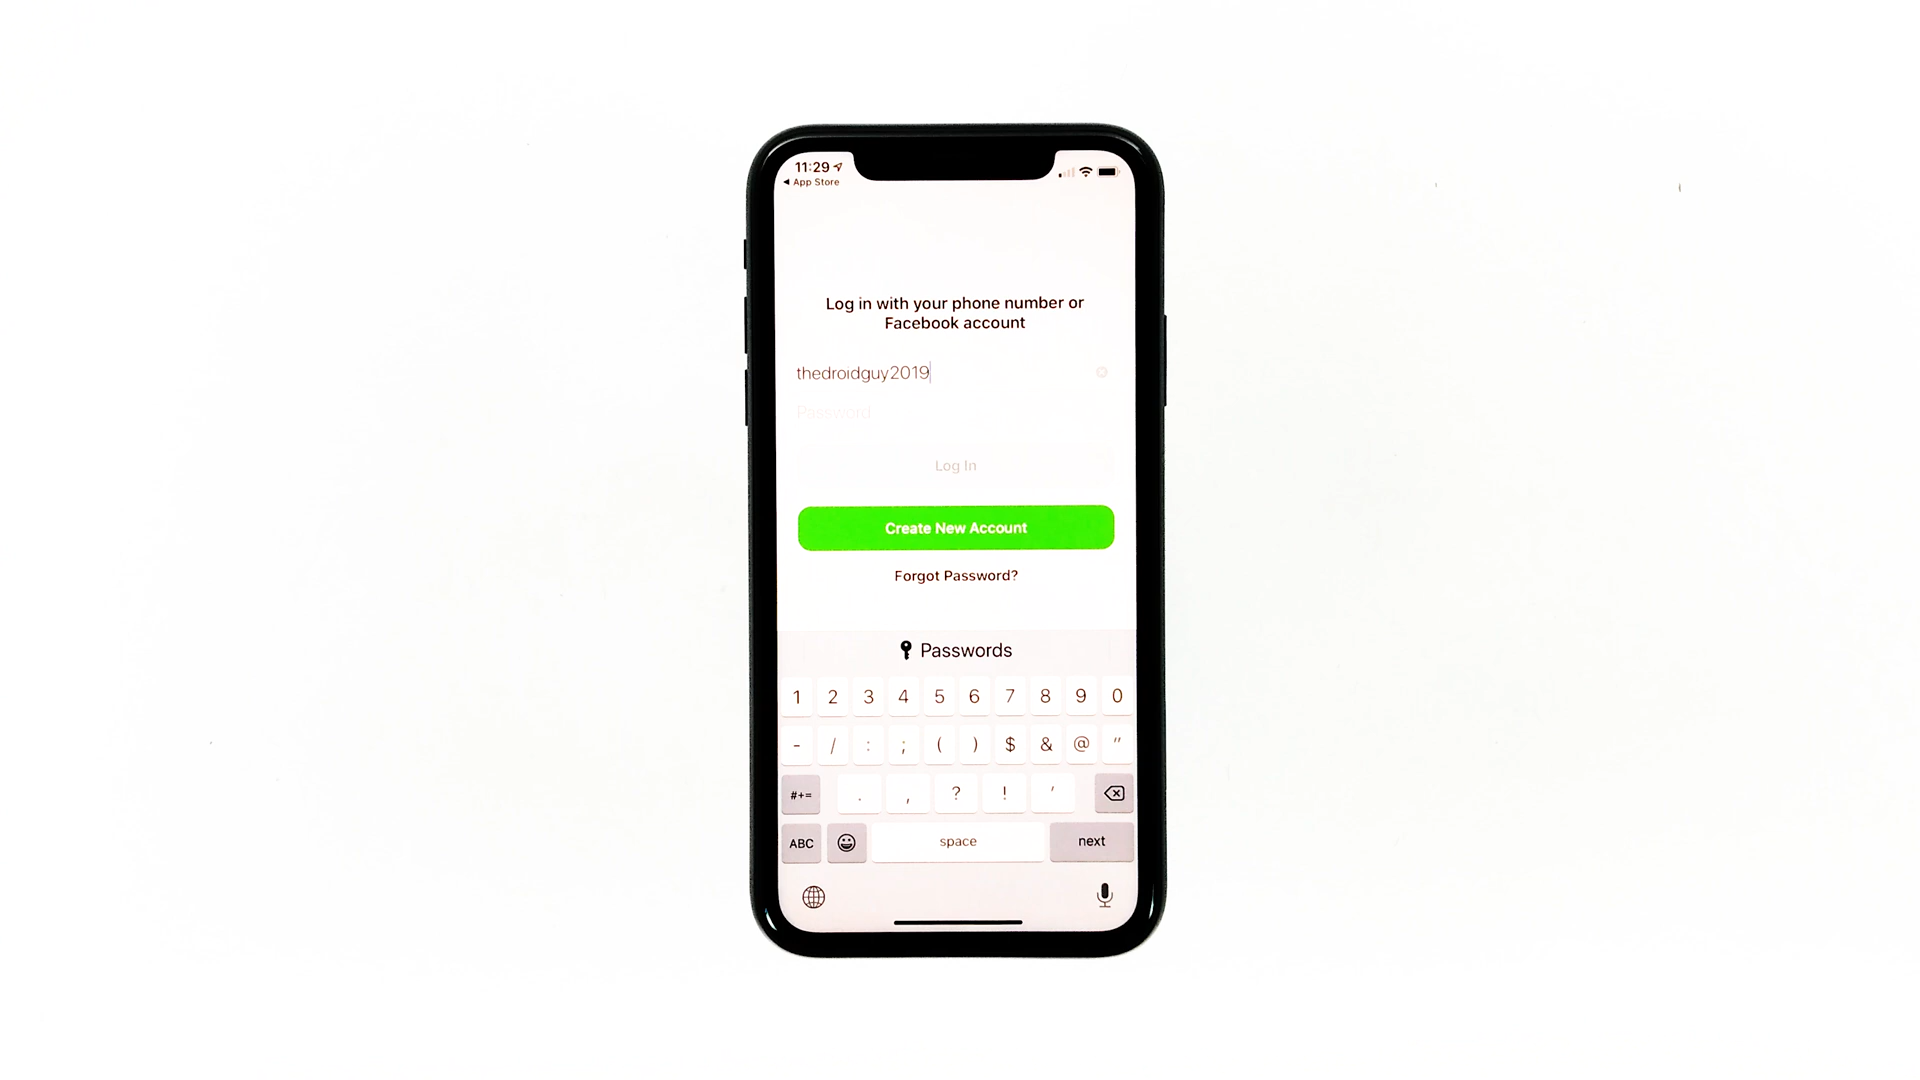 11:29
◀ App Store
Log in with your phone number or
Facebook account
thedroidguy2019
Password
Log In
Create New Account
Forgot Password?
Passwords
1 2 3 4 5 6 7 8 9 0
- / : ; ( ) $ & @ "
#+= . , ? ! '
ABC space next